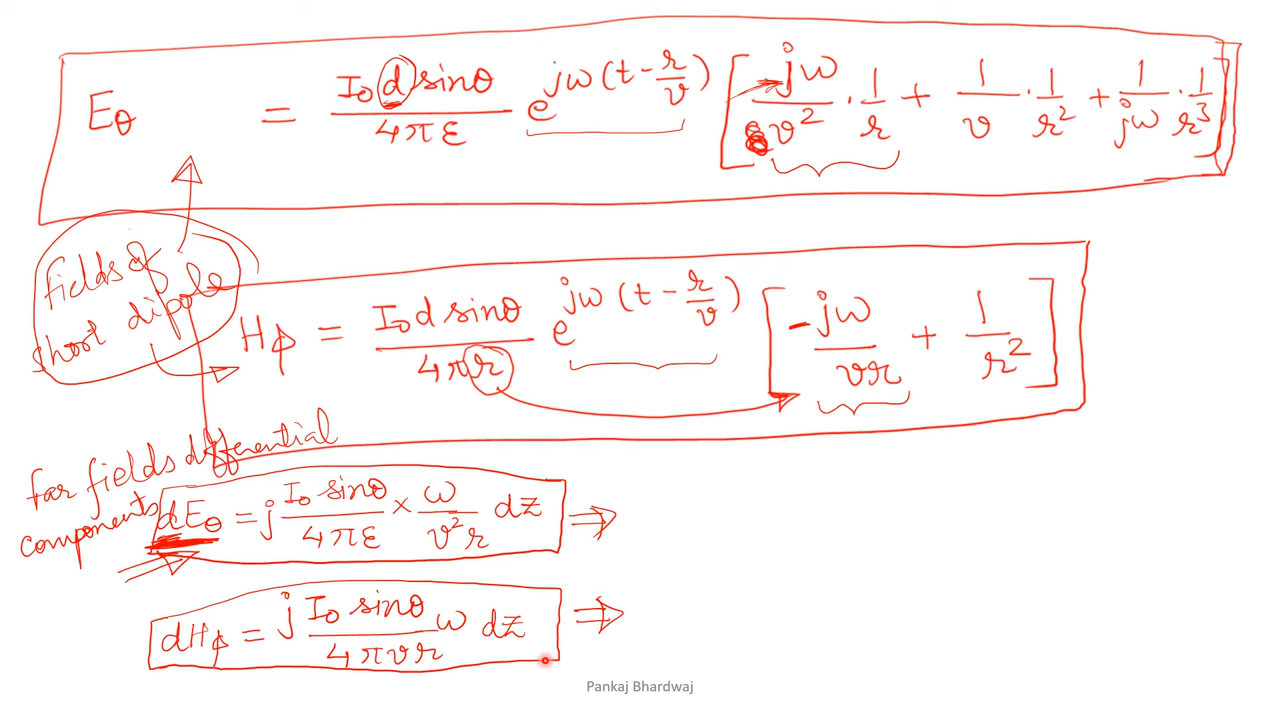 Eθ = I₀ d sinθ / 4πε e^{jω(t - r/v)} [ jω/v² · 1/r + 1/v · 1/r² + 1/jω · 1/r³ ]
fields of
short dipole
Hφ = I₀ d sinθ / 4πr e^{jω(t - r/v)} [ -jω/vr + 1/r² ]
far fields differential
components
dEθ = j I₀ sinθ / 4πε × ω / v²r dz ⇒
dHφ = j I₀ sinθ / 4πvr ω dz ⇒
Pankaj Bhardwaj